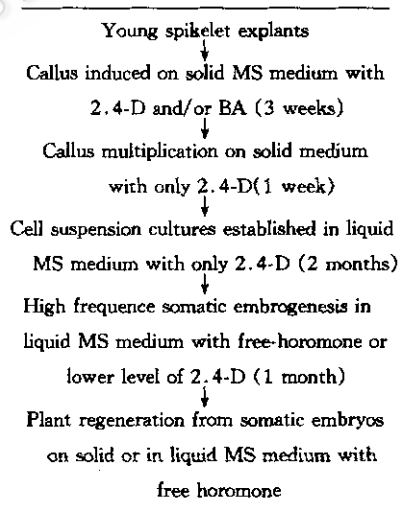 Young spikelet explants
Callus induced on solid MS medium with
2.4-D and/or BA (3 weeks)
Callus multiplication on solid medium
with only 2.4-D(1 week)
Cell suspension cultures established in liquid
MS medium with only 2.4-D (2 months)
High frequence somatic embrogenesis in
liquid MS medium with free-horomone or
lower level of 2.4-D (1 month)
Plant regeneration from somatic embryos
on solid or in liquid MS medium with
free horomone